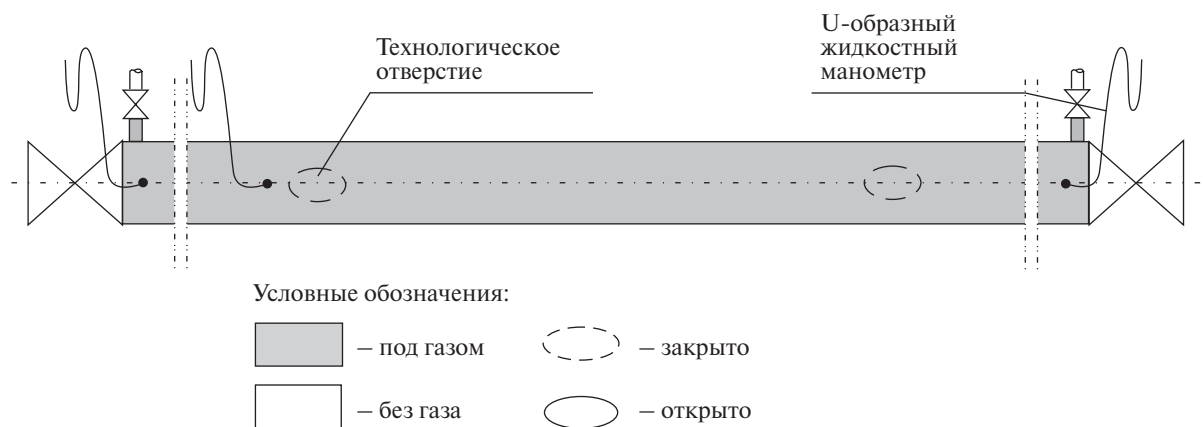 Технологическое
отверстие
U-образный
жидкостный
манометр
Условные обозначения:
– под газом
– закрыто
– без газа
– открыто